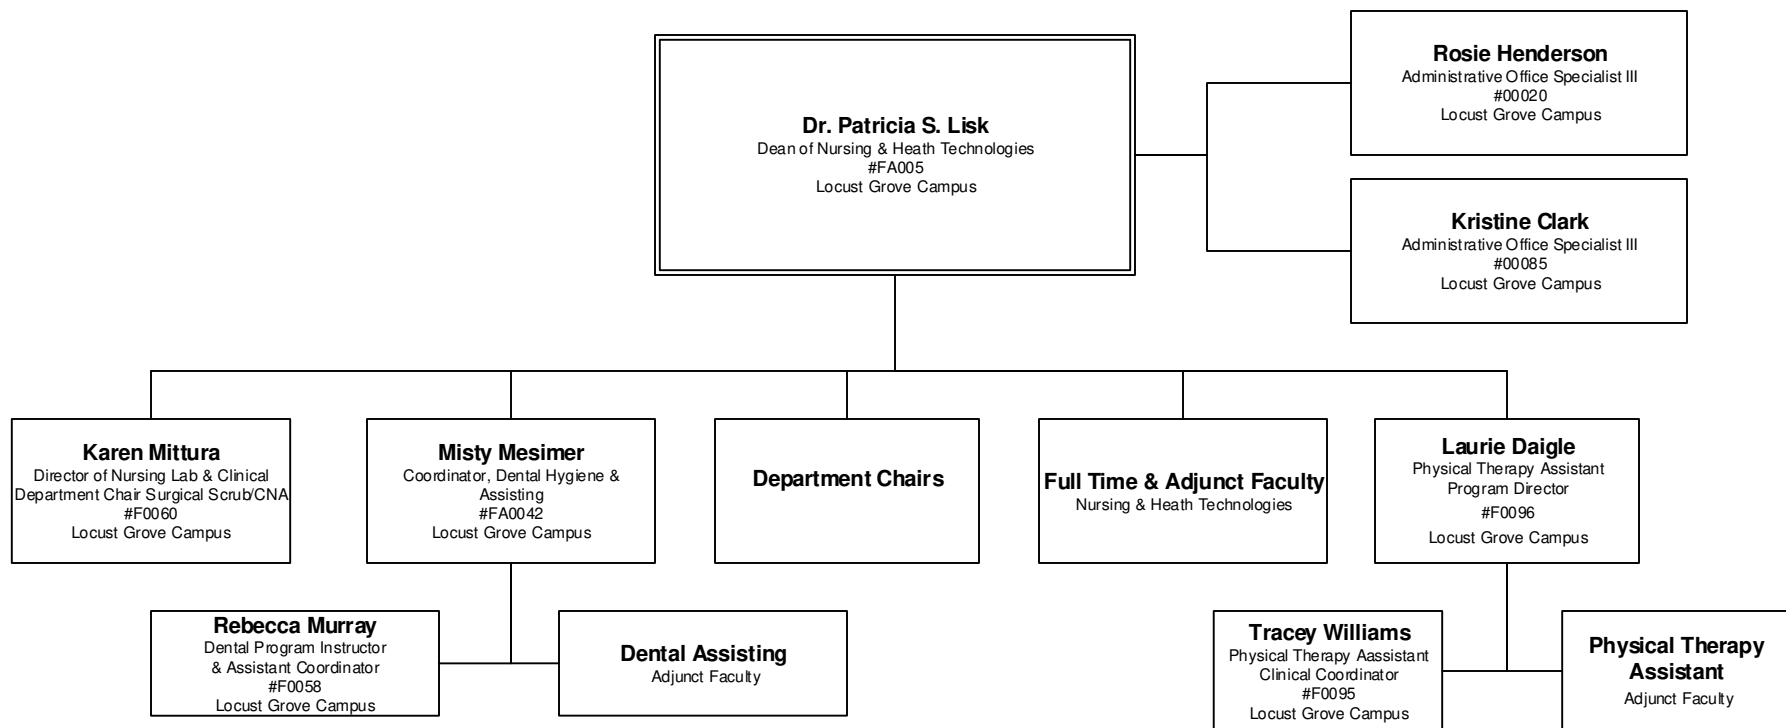 Rosie Henderson
Administrative Office Specialist III
#00020
Locust Grove Campus
Dr. Patricia S. Lisk
Dean of Nursing & Heath Technologies
#FA005
Locust Grove Campus
Kristine Clark
Administrative Office Specialist III
#00085
Locust Grove Campus
Karen Mittura
Director of Nursing Lab & Clinical
Department Chair Surgical Scrub/CNA
#F0060
Locust Grove Campus
Misty Mesimer
Coordinator, Dental Hygiene &
Assisting
#FA0042
Locust Grove Campus
Department Chairs
Full Time & Adjunct Faculty
Nursing & Heath Technologies
Laurie Daigle
Physical Therapy Assistant
Program Director
#F0096
Locust Grove Campus
Rebecca Murray
Dental Program Instructor
& Assistant Coordinator
#F0058
Locust Grove Campus
Dental Assisting
Adjunct Faculty
Tracey Williams
Physical Therapy Aassistant
Clinical Coordinator
#F0095
Locust Grove Campus
Physical Therapy
Assistant
Adjunct Faculty